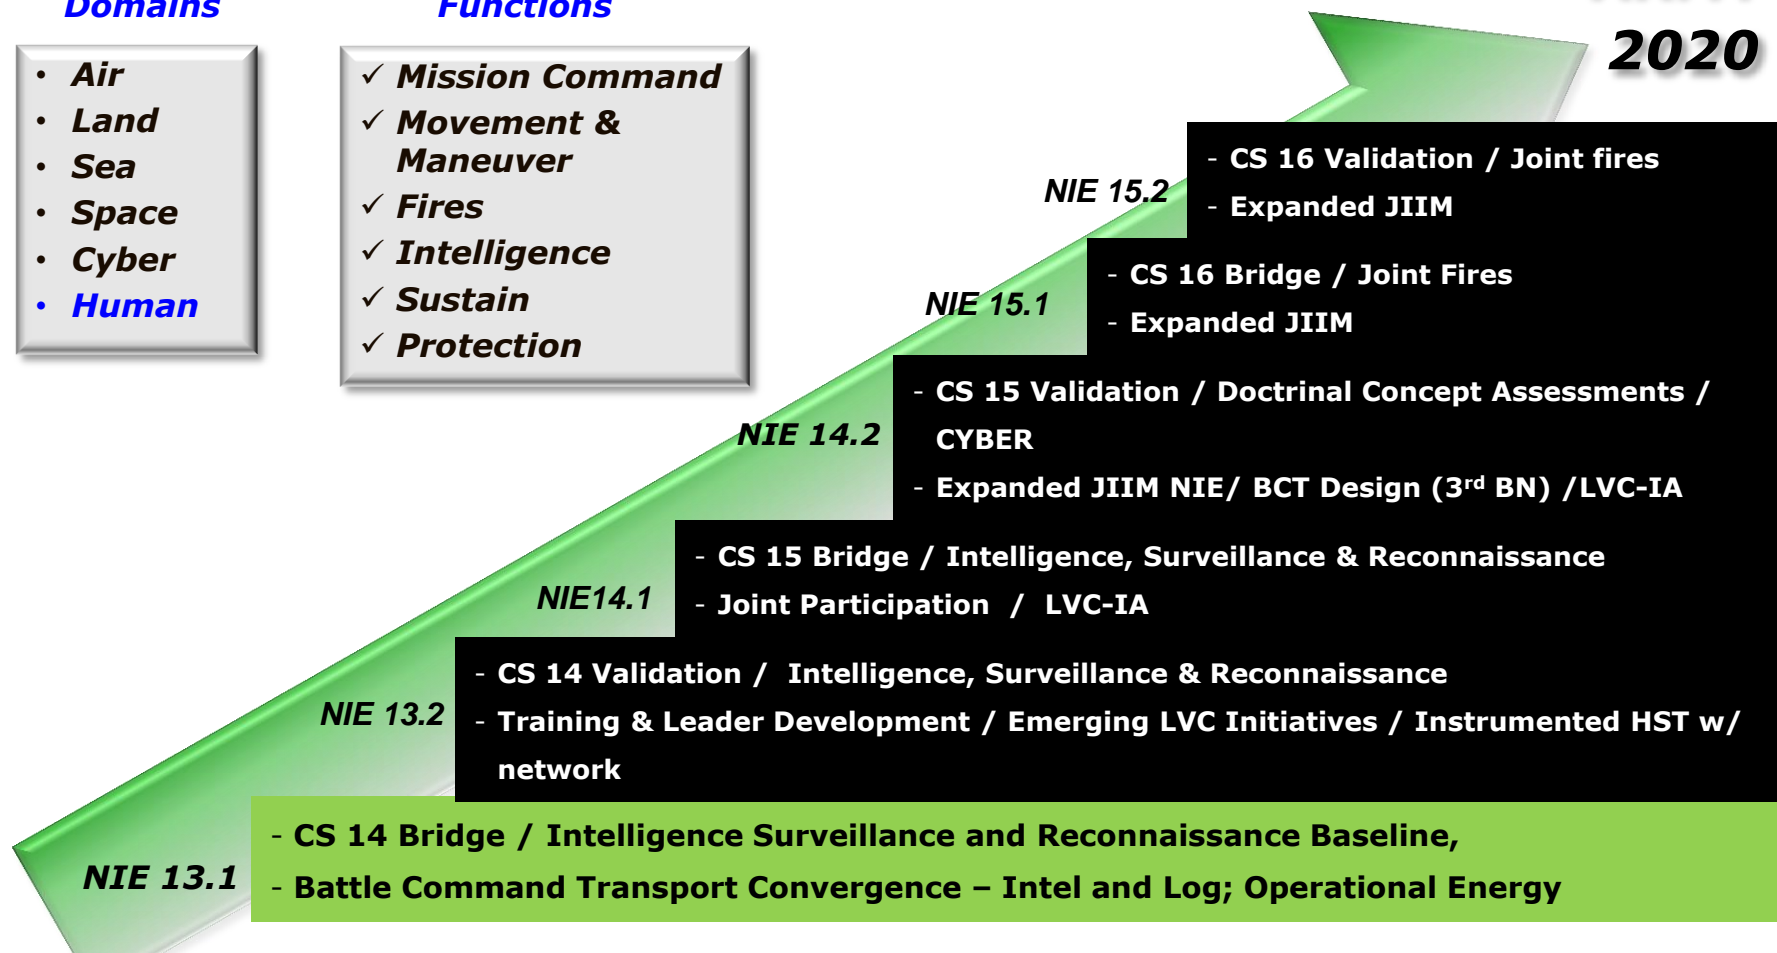 Domains
Functions
2020
• Air
• Land
• Sea
• Space
• Cyber
• Human
✓ Mission Command
✓ Movement &
Maneuver
✓ Fires
✓ Intelligence
✓ Sustain
✓ Protection
NIE 15.2
- CS 16 Validation / Joint fires
- Expanded JIIM
NIE 15.1
- CS 16 Bridge / Joint Fires
- Expanded JIIM
NIE 14.2
- CS 15 Validation / Doctrinal Concept Assessments /
CYBER
- Expanded JIIM NIE/ BCT Design (3rd BN) /LVC-IA
NIE14.1
- CS 15 Bridge / Intelligence, Surveillance & Reconnaissance
- Joint Participation / LVC-IA
NIE 13.2
- CS 14 Validation / Intelligence, Surveillance & Reconnaissance
- Training & Leader Development / Emerging LVC Initiatives / Instrumented HST w/
network
NIE 13.1
- CS 14 Bridge / Intelligence Surveillance and Reconnaissance Baseline,
- Battle Command Transport Convergence – Intel and Log; Operational Energy